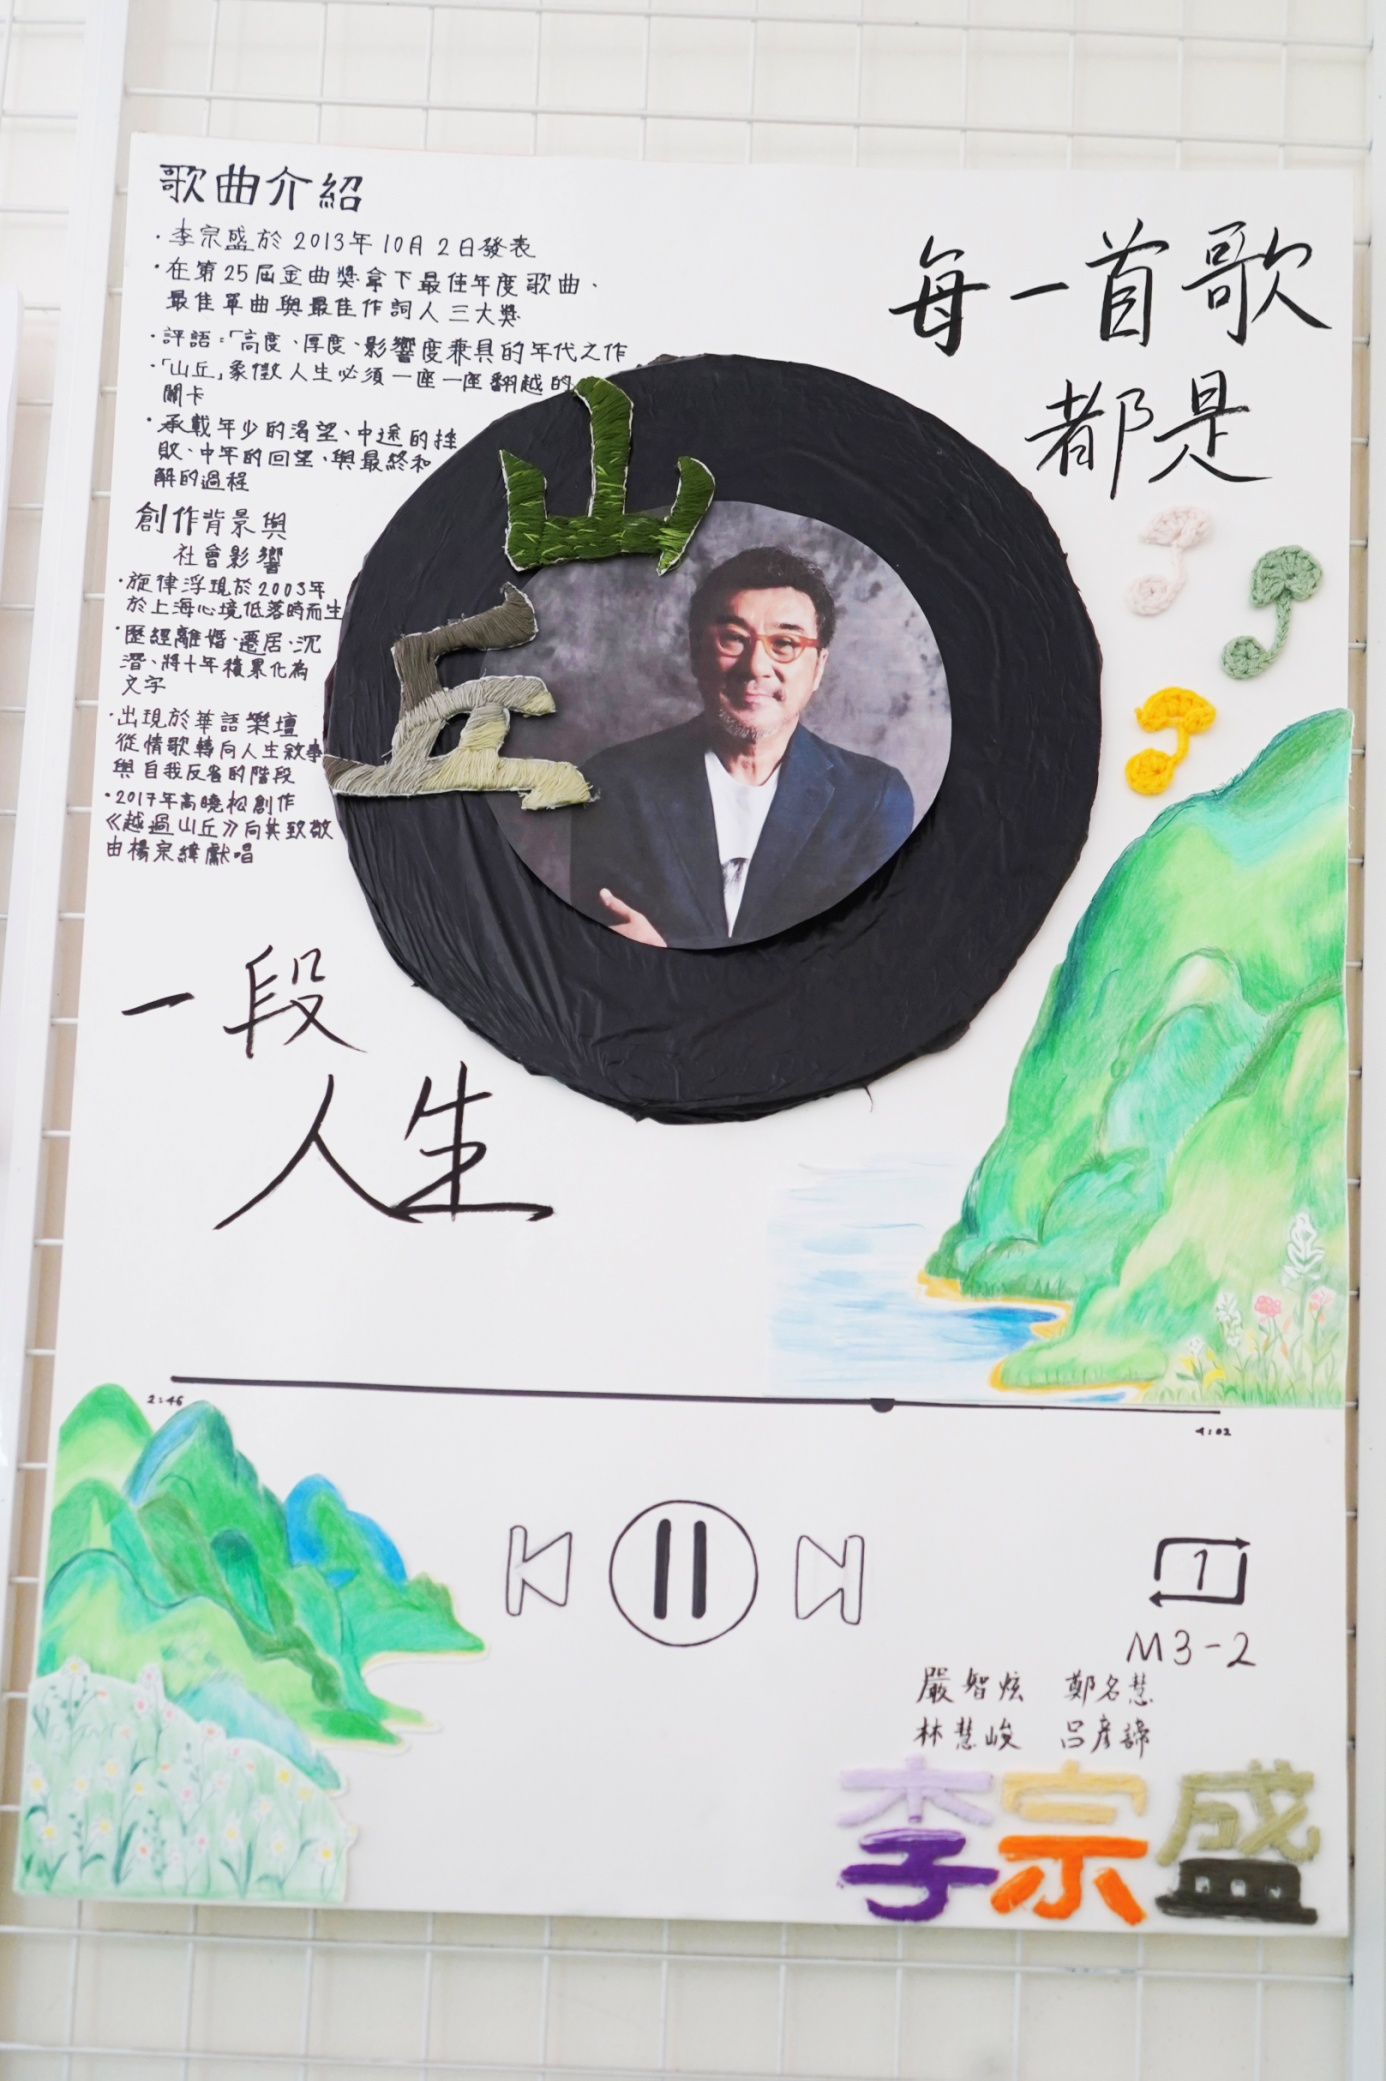 歌曲介紹
·李宗盛於2013年10月2日發表
·在第25屆金曲獎拿下最佳年度歌曲、
最佳單曲與最佳作詞人三大獎
·評語:「高度、厚度、影響度兼具的年代之作
·「山丘」象徵人生必須一座一座翻越的
關卡
·承載年少的渴望、中途的挫
敗、中年的回望、與最終和
解的過程
創作背景與
社會影響
·旋律浮現於2003年
於上海心境低落時而生
·歷經離婚、遷居、沉
潛、將十年積累化為
文字
·出現於華語樂壇
從情歌轉向人生敘事
與自我反省的階段
·2017年高曉松創作
《越過山丘》向其致敬
由楊宗緯獻唱
山
丘
每一首歌
都是
一段
人生
2:46
4:02
1
M3-2
嚴智炫 鄭名慧
林慧峻 呂彥諦
李宗盛